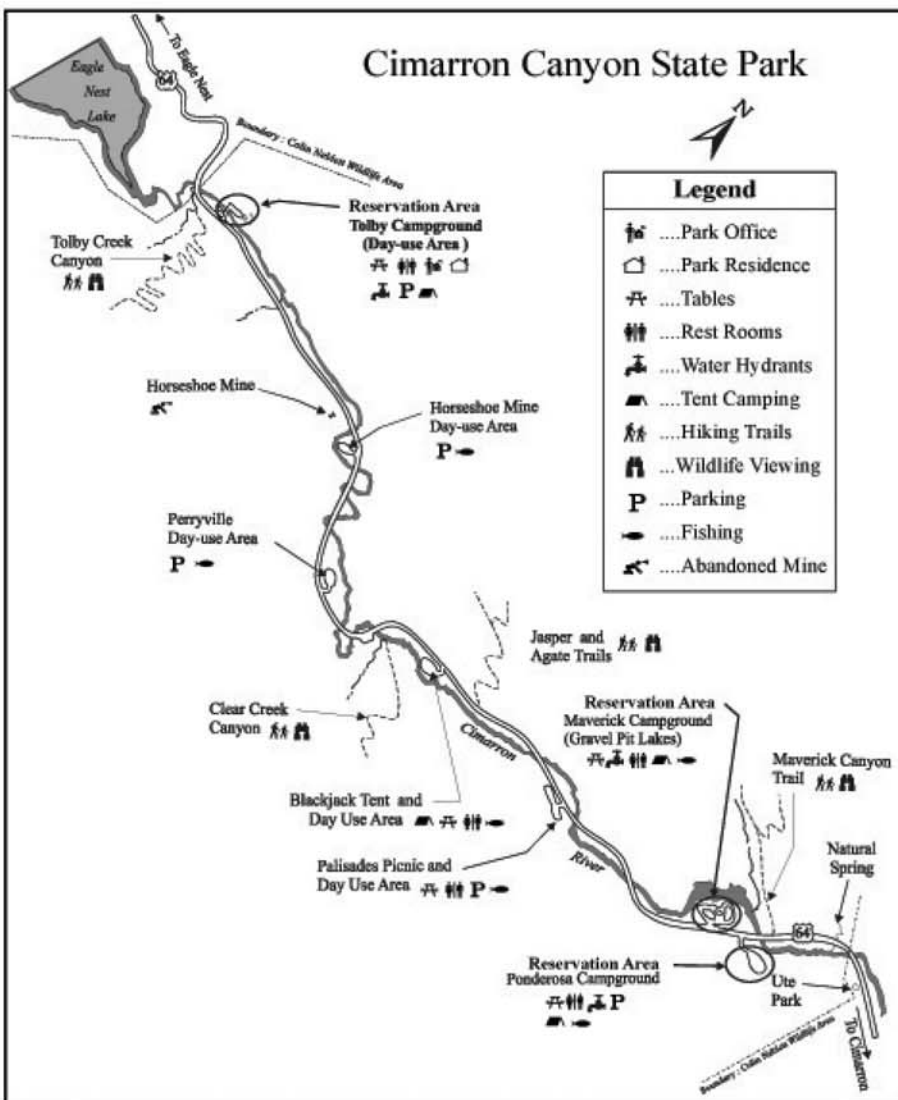 Cimarron Canyon State Park
To Eagle Nest
64
Eagle
Nest
Lake
N
Boundary : Colin Neblett Wildlife Area
Legend
....Park Office
....Park Residence
....Tables
....Rest Rooms
....Water Hydrants
....Tent Camping
....Hiking Trails
....Wildlife Viewing
P ....Parking
....Fishing
....Abandoned Mine
Reservation Area
Tolby Campground
(Day-use Area )
P
Tolby Creek
Canyon
Horseshoe Mine
Horseshoe Mine
Day-use Area
P
Perryville
Day-use Area
P
Jasper and
Agate Trails
Clear Creek
Canyon
Cimarron
River
Reservation Area
Maverick Campground
(Gravel Pit Lakes)
Maverick Canyon
Trail
Blackjack Tent and
Day Use Area
Palisades Picnic and
Day Use Area
P
Natural
Spring
64
Reservation Area
Ponderosa Campground
P
Ute
Park
Boundary : Colin Neblett Wildlife Area
To Cimarron